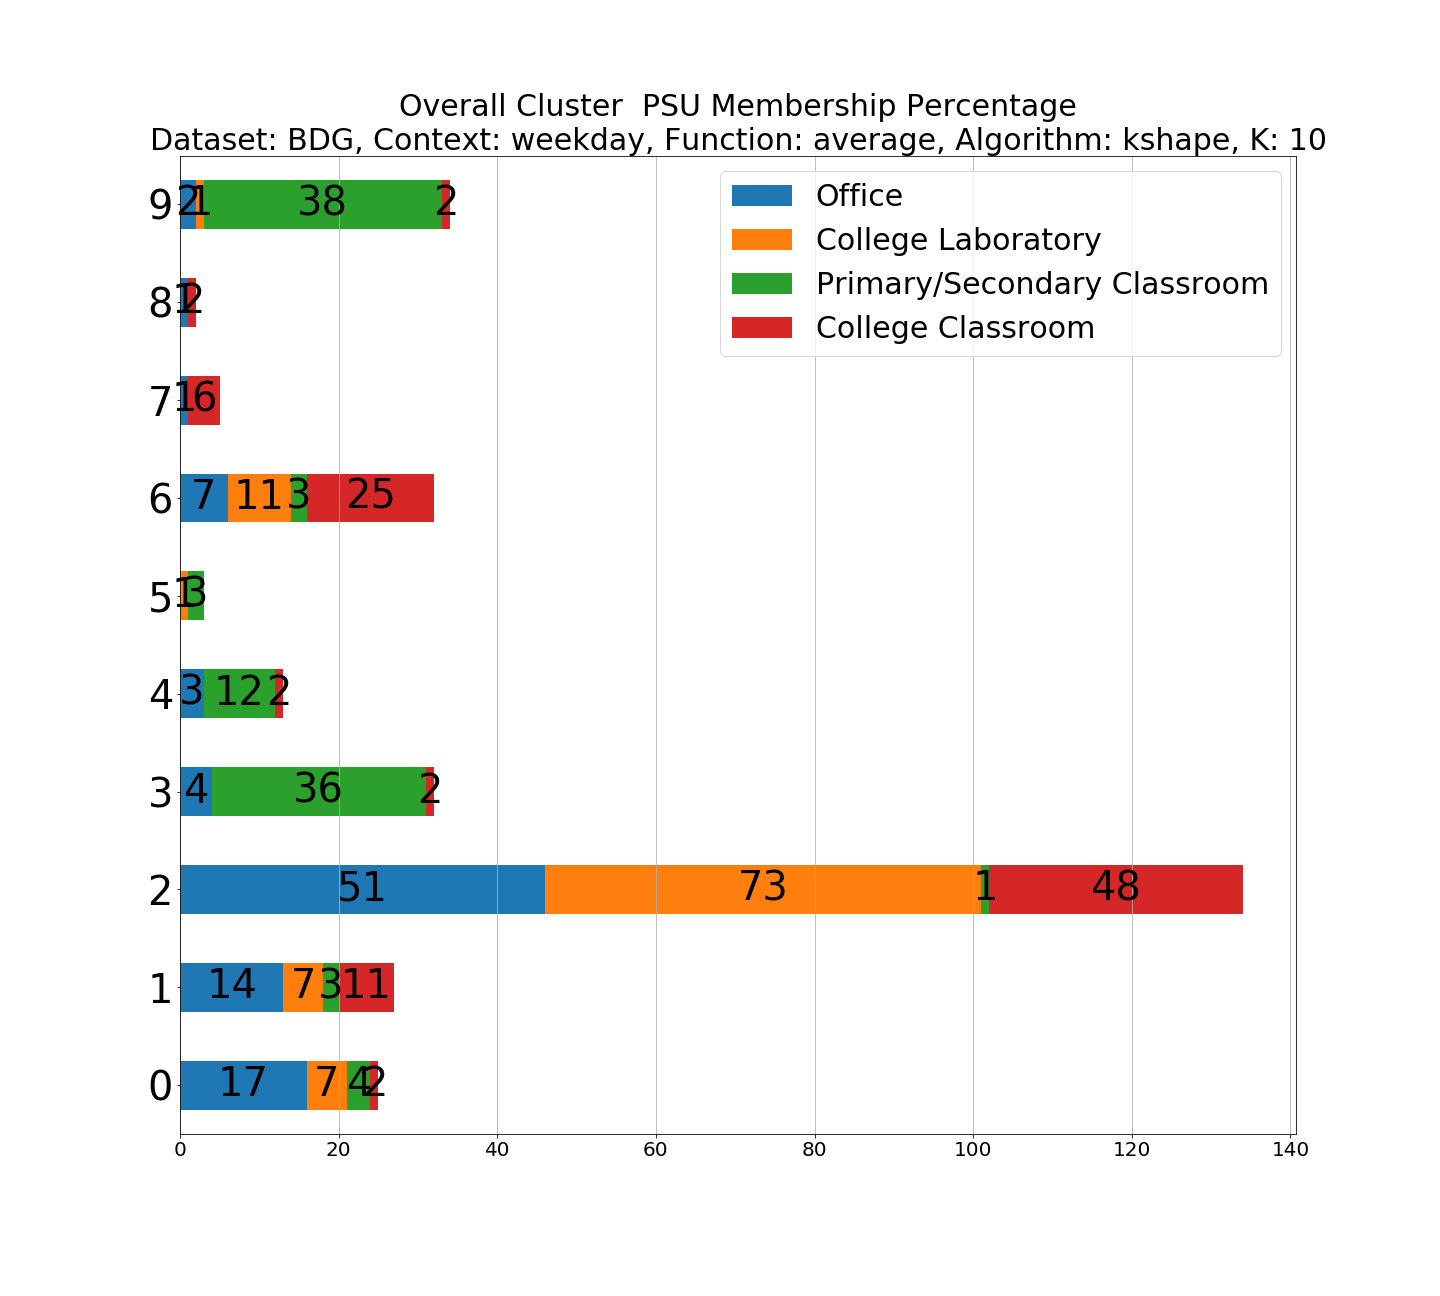 Overall Cluster  PSU Membership Percentage
Dataset: BDG, Context: weekday, Function: average, Algorithm: kshape, K: 10
Office
College Laboratory
Primary/Secondary Classroom
College Classroom
9 2 1 38 2
8 1 2
7 1 6
6 7 11 3 25
5 1 3
4 3 12 2
3 4 36 2
2 51 73 1 48
1 14 7 3 11
0 17 7 4 2
0 20 40 60 80 100 120 140